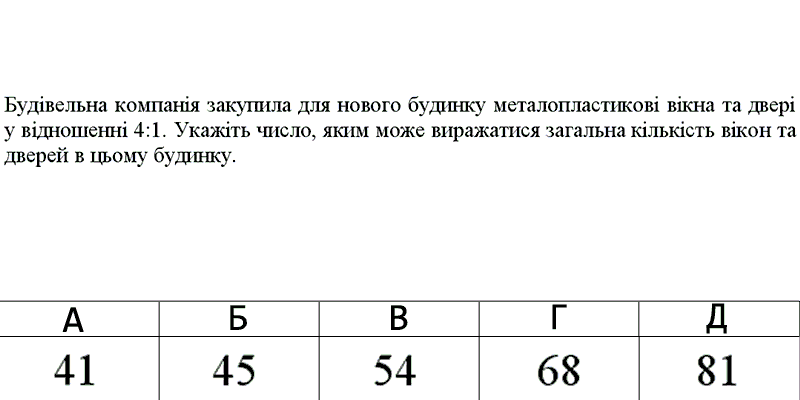 Будівельна компанія закупила для нового будинку металопластикові вікна та двері
у відношенні 4:1. Укажіть число, яким може виражатися загальна кількість вікон та
дверей в цьому будинку.
А Б В Г Д
41 45 54 68 81